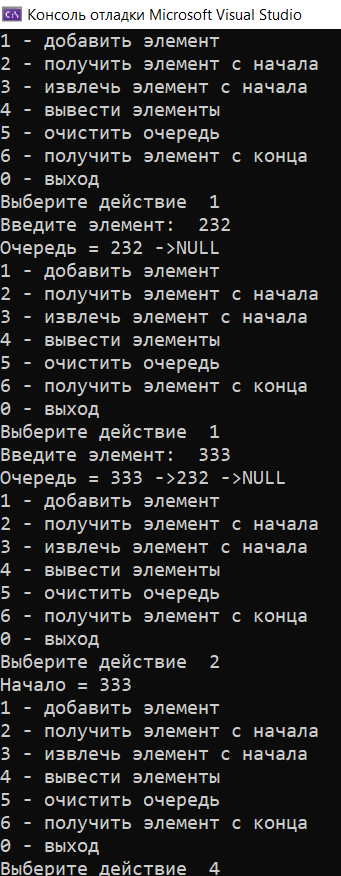 Консоль отладки Microsoft Visual Studio
1 - добавить элемент
2 - получить элемент с начала
3 - извлечь элемент с начала
4 - вывести элементы
5 - очистить очередь
6 - получить элемент с конца
0 - выход
Выберите действие  1
Введите элемент:  232
Очередь = 232 ->NULL
1 - добавить элемент
2 - получить элемент с начала
3 - извлечь элемент с начала
4 - вывести элементы
5 - очистить очередь
6 - получить элемент с конца
0 - выход
Выберите действие  1
Введите элемент:  333
Очередь = 333 ->232 ->NULL
1 - добавить элемент
2 - получить элемент с начала
3 - извлечь элемент с начала
4 - вывести элементы
5 - очистить очередь
6 - получить элемент с конца
0 - выход
Выберите действие  2
Начало = 333
1 - добавить элемент
2 - получить элемент с начала
3 - извлечь элемент с начала
4 - вывести элементы
5 - очистить очередь
6 - получить элемент с конца
0 - выход
Выберите действие  4